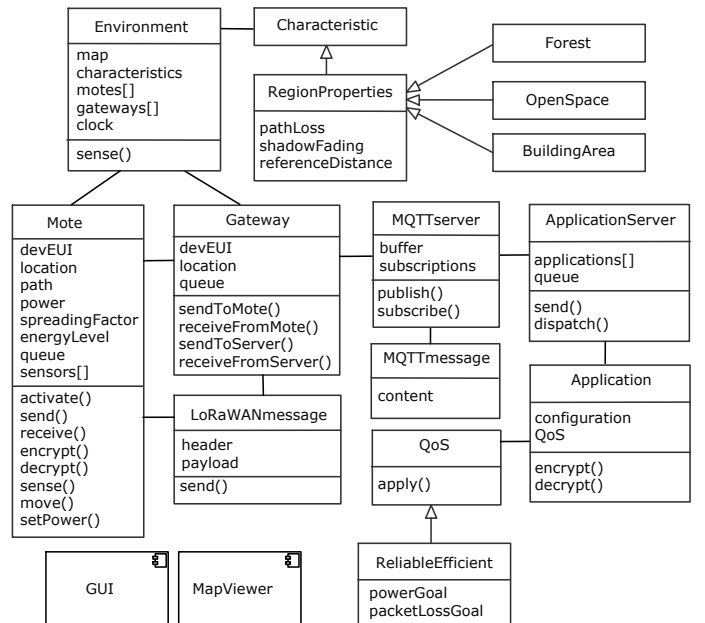 Environment
map
characteristics
motes[]
gateways[]
clock
sense()
Characteristic
RegionProperties
pathLoss
shadowFading
referenceDistance
Forest
OpenSpace
BuildingArea
Mote
devEUI
location
path
power
spreadingFactor
energyLevel
queue
sensors[]
activate()
send()
receive()
encrypt()
decrypt()
sense()
move()
setPower()
Gateway
devEUI
location
queue
sendToMote()
receiveFromMote()
sendToServer()
receiveFromServer()
LoRaWANmessage
header
payload
send()
MQTTserver
buffer
subscriptions
publish()
subscribe()
MQTTmessage
content
ApplicationServer
applications[]
queue
send()
dispatch()
Application
configuration
QoS
encrypt()
decrypt()
QoS
apply()
ReliableEfficient
powerGoal
packetLossGoal
GUI
MapViewer